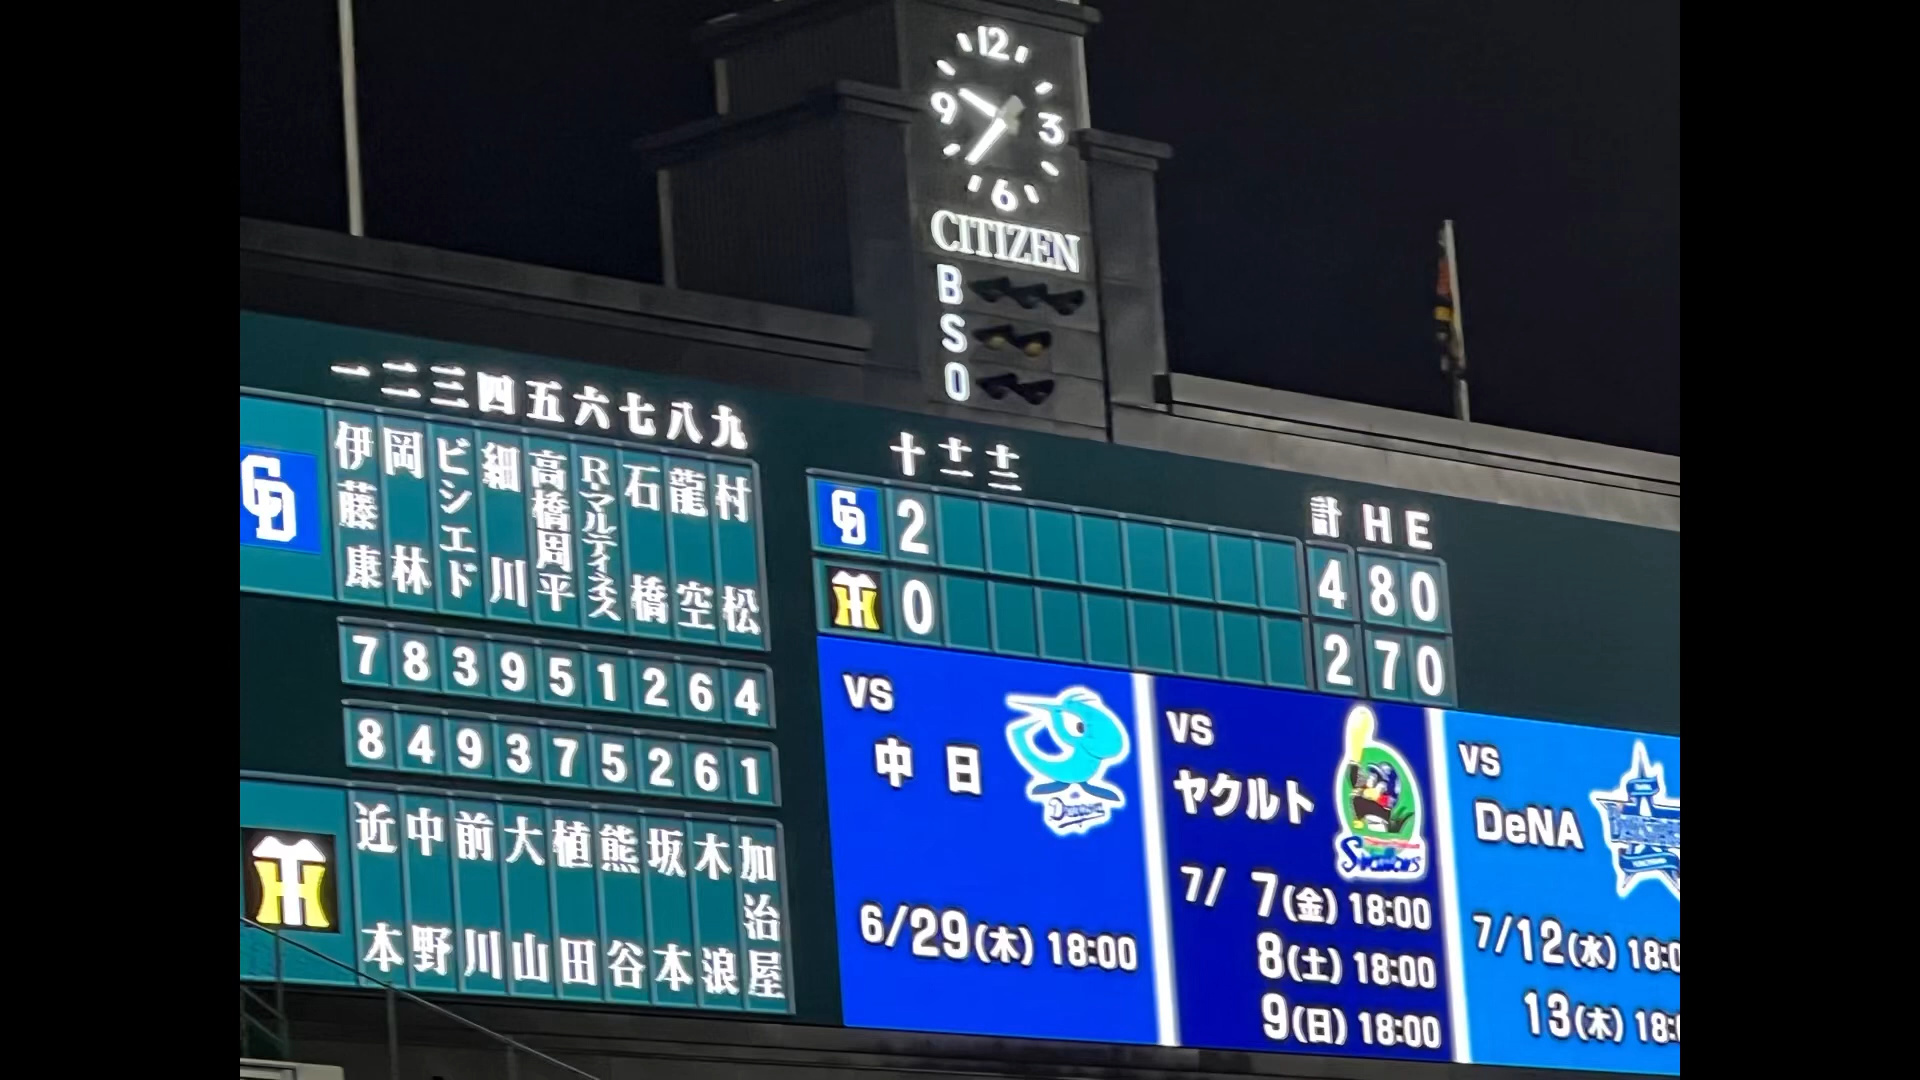 12
9 3
6
CITIZEN
B
S
O
一 二 三 四 五 六 七 八 九
伊藤康
岡林
ビシエド
細川
高橋周平
R・マルティネス
石橋
龍空
村松
7 8 3 9 5 1 2 6 4
8 4 9 3 7 5 2 6 1
近本
中野
前川
大山
植田
熊谷
坂本
木浪
加治屋
十 十一 十二 計 H E
CD 2 4 8 0
TH 0 2 7 0
vs
中日
Dragons
6/29(木) 18:00
vs
ヤクルト
Swallows
7/ 7(金) 18:00
8(土) 18:00
9(日) 18:00
vs
DeNA
7/12(水) 18:0
13(木) 18: